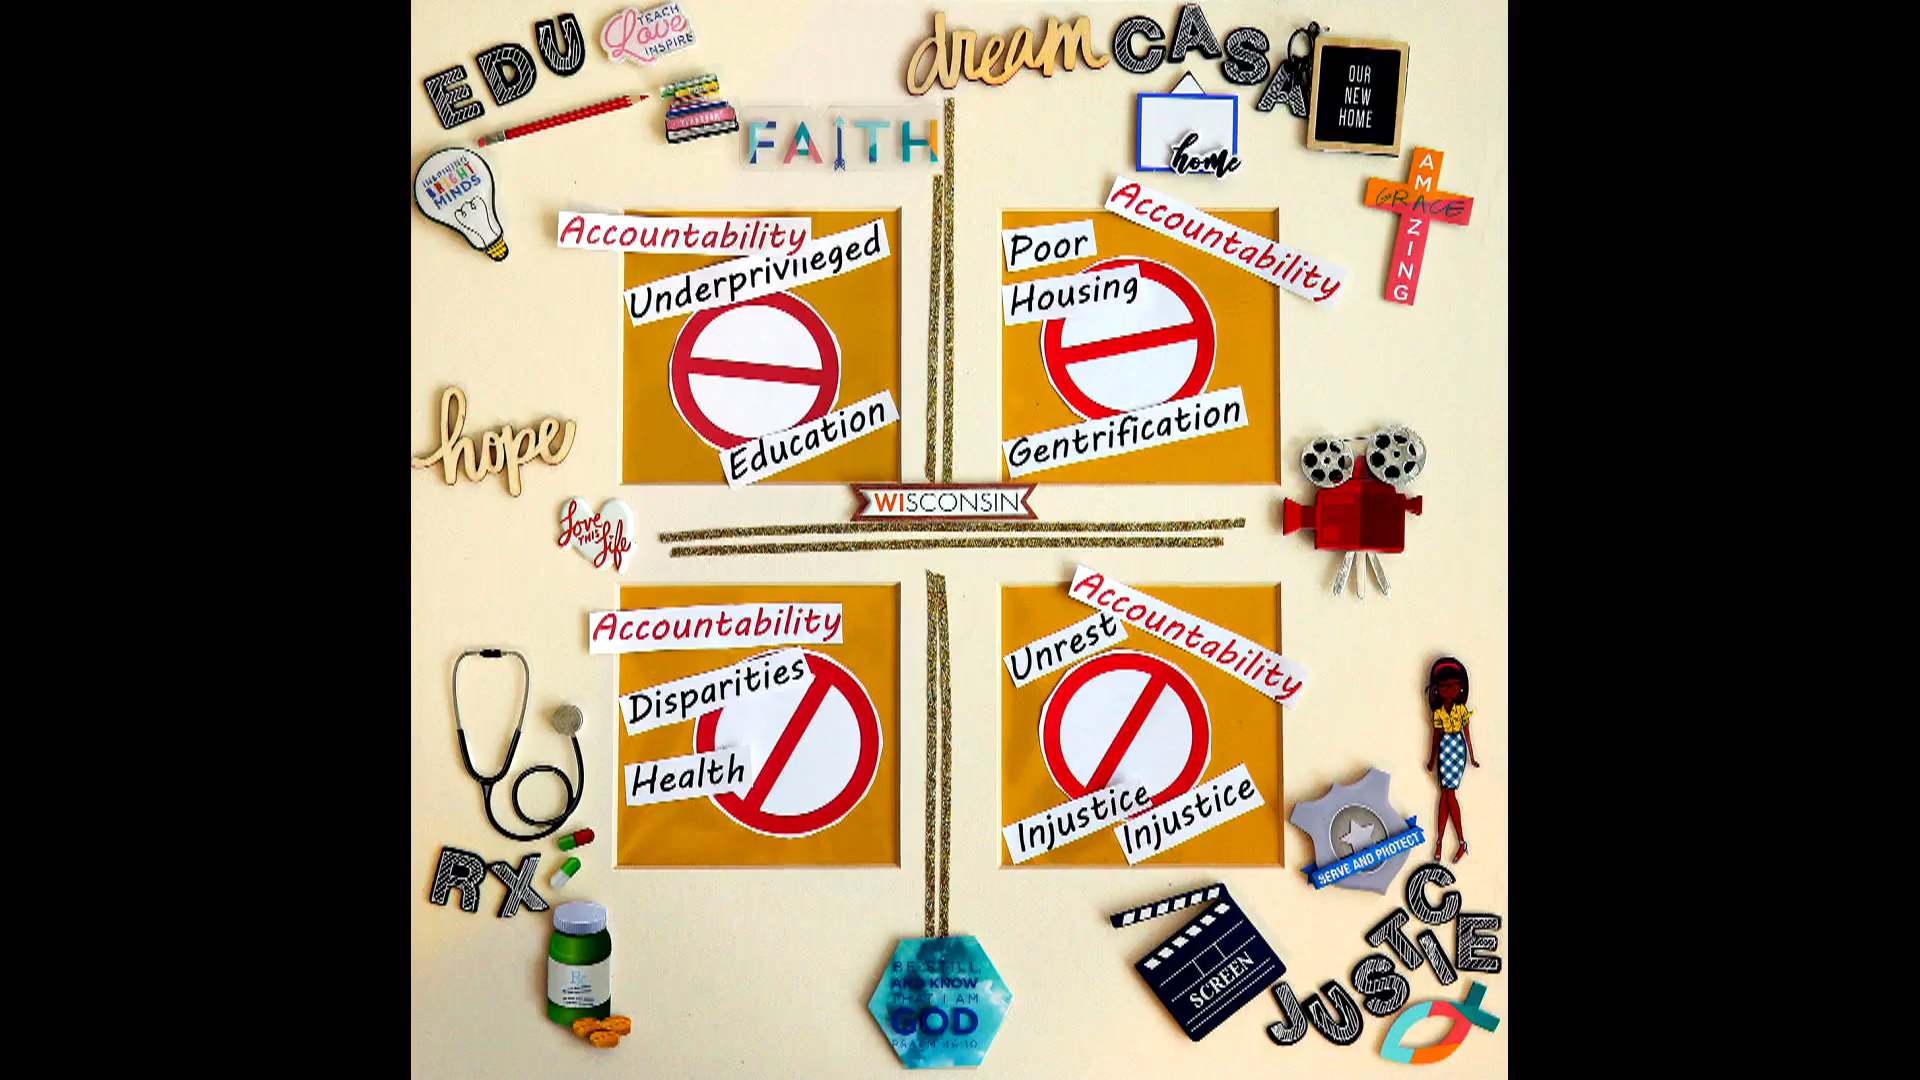 EDU
TEACH
Love
INSPIRE
dream
CASA
OUR
NEW
HOME
FAITH
home
INSPIRING
BRIGHT
MINDS
AMAZING
GRACE
Accountability
Underprivileged
Education
Accountability
Poor
Housing
Gentrification
hope
WISCONSIN
Love
THIS
Life
Accountability
Disparities
Health
Accountability
Unrest
Injustice
Injustice
SERVE AND PROTECT
RX
Rx
SCREEN
JUSTICE
BE STILL,
AND KNOW
THAT I AM
GOD
PSALM 46:10